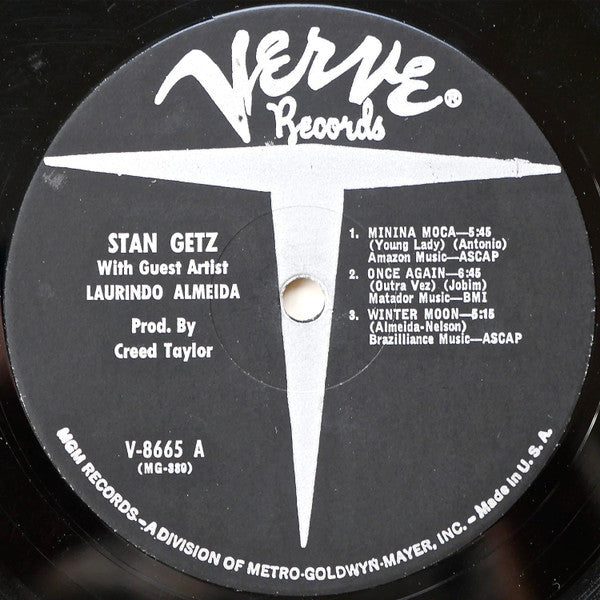 VERVE®
Records
STAN GETZ
With Guest Artist
LAURINDO ALMEIDA
Prod. By
Creed Taylor
V-8665 A
(MG-380)
1. MININA MOCA—5:45
(Young Lady) (Antonio)
Amazon Music—ASCAP
2. ONCE AGAIN—6:45
(Outra Vez) (Jobim)
Matador Music—BMI
3. WINTER MOON—5:15
(Almeida-Nelson)
Brazilliance Music—ASCAP
MGM RECORDS—A DIVISION OF METRO-GOLDWYN-MAYER, INC.—Made in U.S.A.